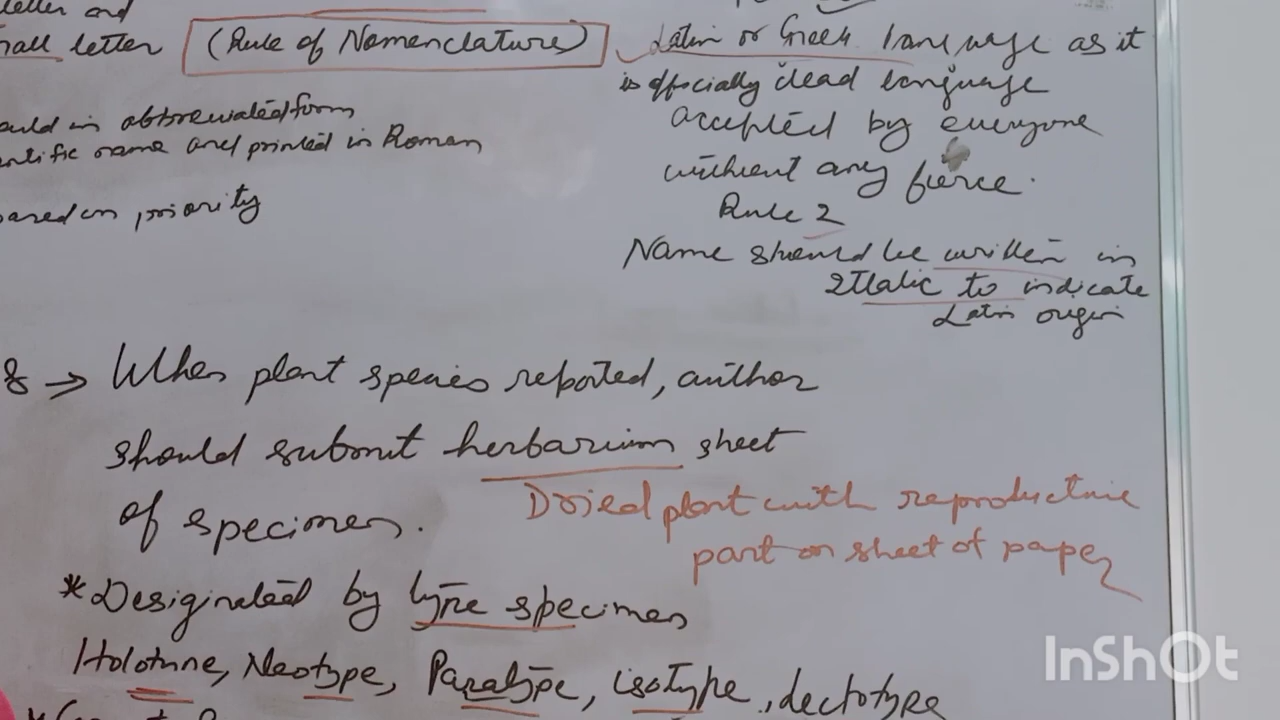 letter and
small letter (Rule of Nomenclature)
in abbreviated form
name and printed in Roman
based on priority
Latin or Greek language as it
is officially dead language
accepted by everyone
without any fierce.
Rule 2
Name should be written in
Italic to indicate
Latin origin
8 → When plant species reported, author
should submit herbarium sheet
of specimen.
Dried plant with reproductive
part on sheet of paper
*Designated by type specimen
Holotype, Neotype, Paratype, isotype, Lectotype
InShOt